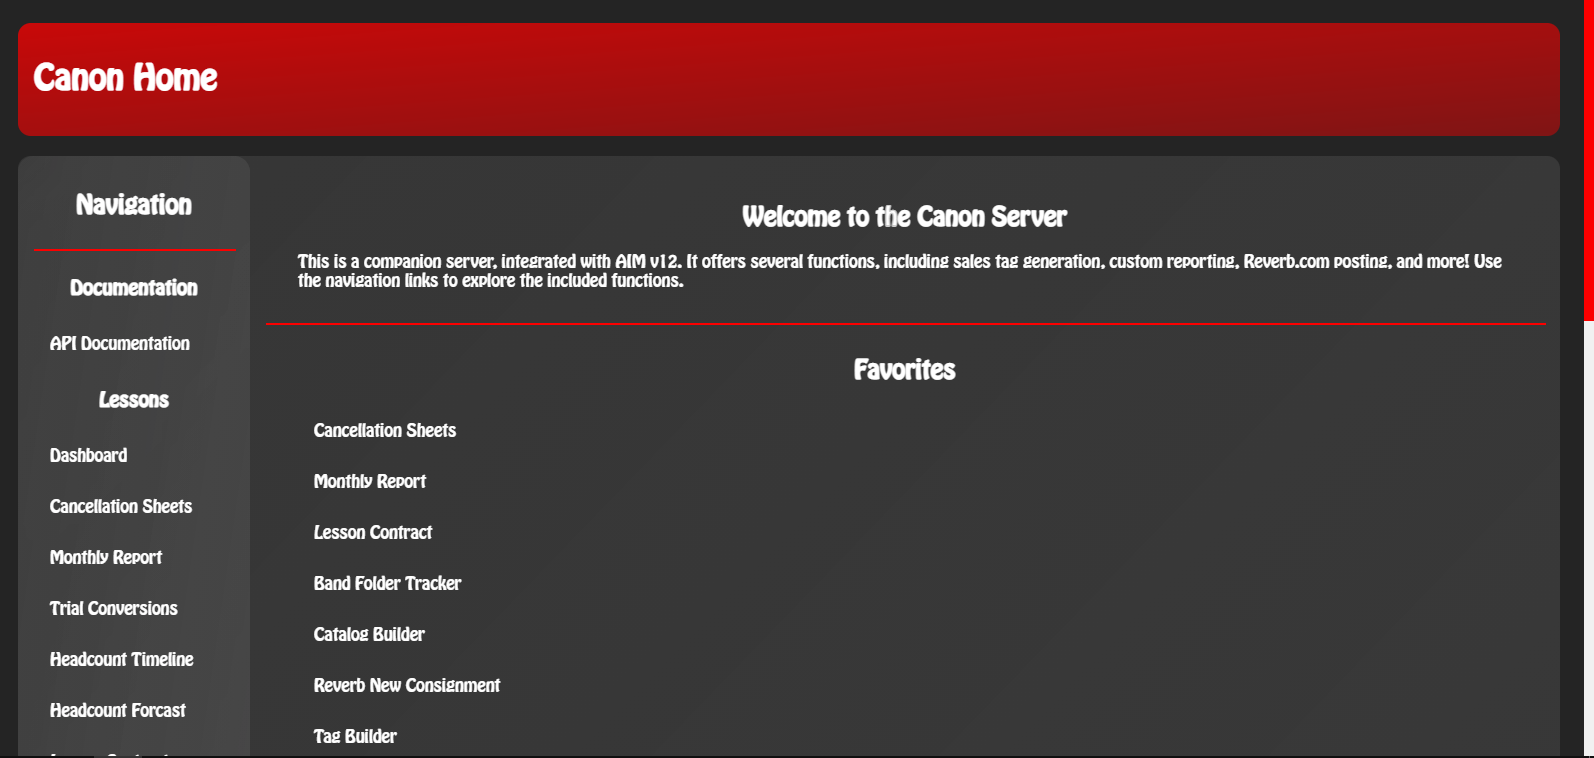 Canon Home
Navigation
Documentation
API Documentation
Lessons
Dashboard
Cancellation Sheets
Monthly Report
Trial Conversions
Headcount Timeline
Headcount Forcast
Welcome to the Canon Server
This is a companion server, integrated with AIM v12. It offers several functions, including sales tag generation, custom reporting, Reverb.com posting, and more! Use
the navigation links to explore the included functions.
Favorites
Cancellation Sheets
Monthly Report
Lesson Contract
Band Folder Tracker
Catalog Builder
Reverb New Consignment
Tag Builder